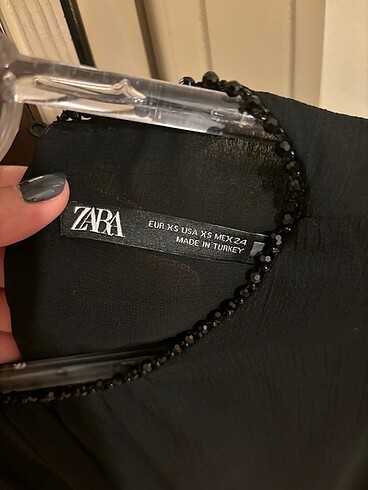 ZARA
EUR XS USA XS MEX 24
MADE IN TURKEY